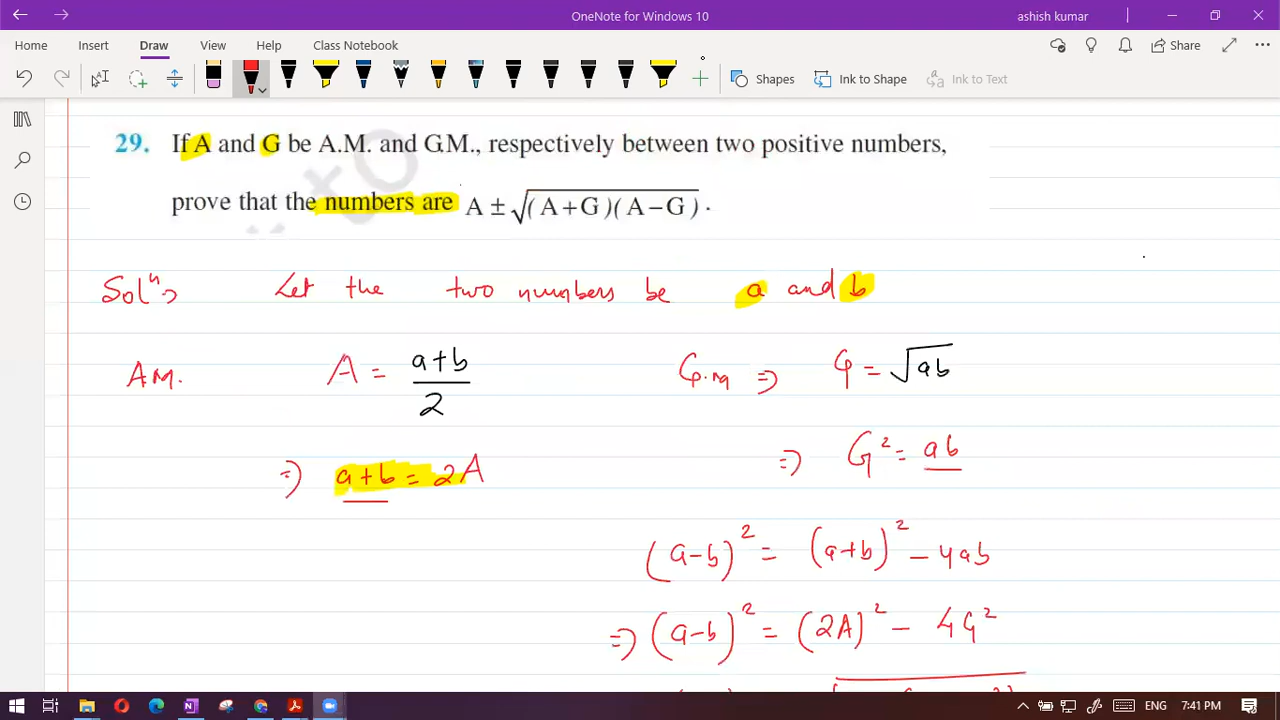 OneNote for Windows 10
ashish kumar
Home Insert Draw View Help Class Notebook Share
Shapes Ink to Shape Ink to Text
29. If A and G be A.M. and G.M., respectively between two positive numbers,
prove that the numbers are A ± √(A+G)(A−G).
Solⁿ⇒ Let the two numbers be a and b
A.M. A = (a+b)/2 G.M ⇒ G = √ab
⇒ a+b = 2A ⇒ G² = ab
(a-b)² = (a+b)² - 4ab
⇒ (a-b)² = (2A)² - 4G²
ENG 7:41 PM